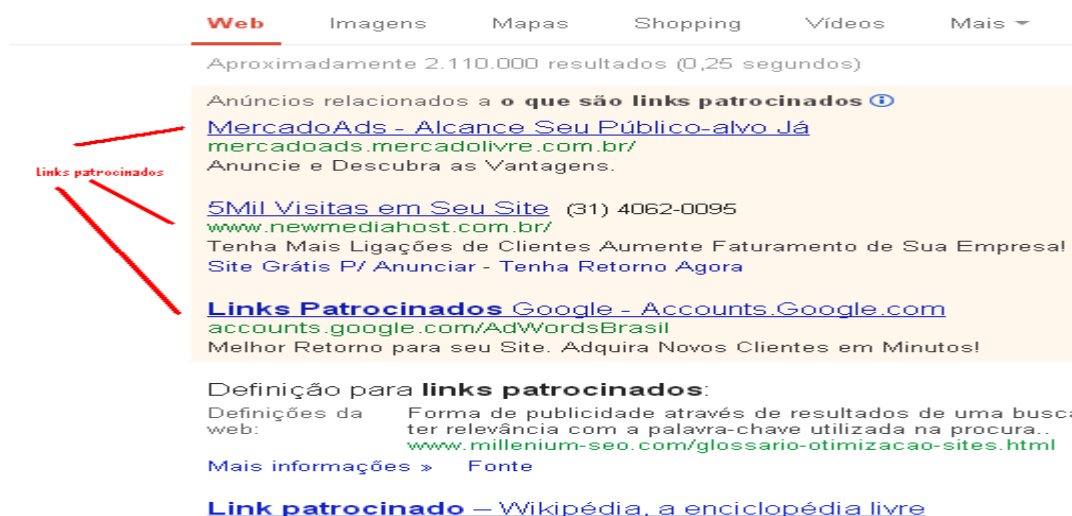 Web Imagens Mapas Shopping Vídeos Mais
Aproximadamente 2.110.000 resultados (0,25 segundos)
Anúncios relacionados a o que são links patrocinados
MercadoAds - Alcance Seu Público-alvo Já
mercadoads.mercadolivre.com.br/
Anuncie e Descubra as Vantagens.
links patrocinados
5Mil Visitas em Seu Site (31) 4062-0095
www.newmediahost.com.br/
Tenha Mais Ligações de Clientes Aumente Faturamento de Sua Empresa!
Site Grátis P/ Anunciar - Tenha Retorno Agora
Links Patrocinados Google - Accounts.Google.com
accounts.google.com/AdWordsBrasil
Melhor Retorno para seu Site. Adquira Novos Clientes em Minutos!
Definição para links patrocinados:
Definições da web: Forma de publicidade através de resultados de uma busca
ter relevância com a palavra-chave utilizada na procura..
www.millenium-seo.com/glossario-otimizacao-sites.html
Mais informações » Fonte
Link patrocinado – Wikipédia, a enciclopédia livre